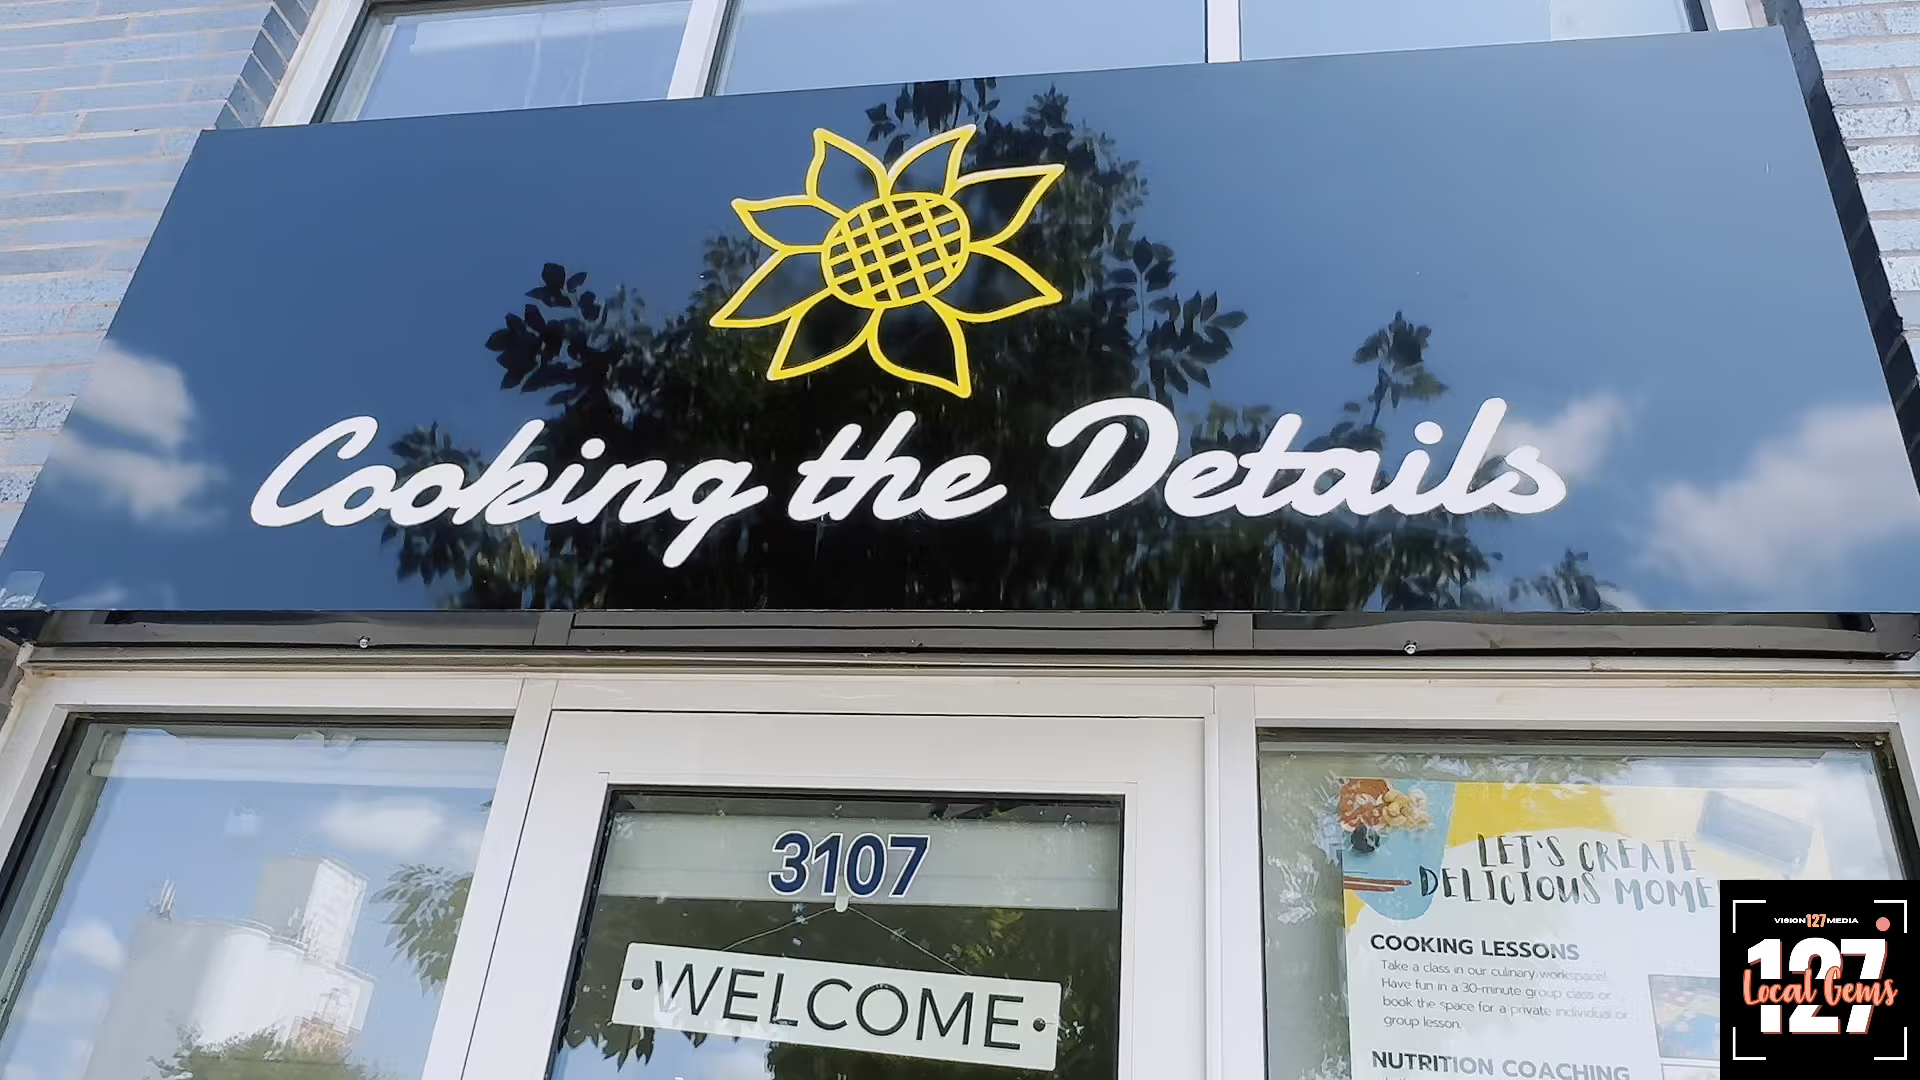 Cooking the Details
3107
WELCOME
LET'S CREATE
DELICIOUS MOME
COOKING LESSONS
Take a class in our culinary workspace!
Have fun in a 30-minute group class or
book the space for a private individual or
group lesson.
NUTRITION COACHING
VISION127MEDIA
127
Local Gems
127